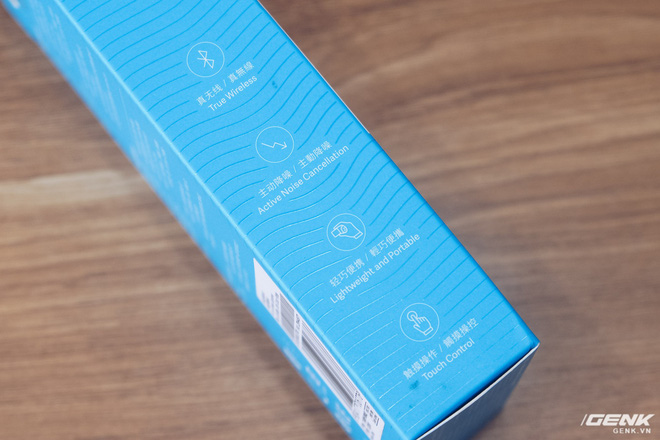 真无线 / 真無線
True Wireless
主动降噪 / 主動降噪
Active Noise Cancellation
轻巧便携 / 輕巧便攜
Lightweight and Portable
触摸操作 / 觸摸操控
Touch Control
GENK
GENK.VN